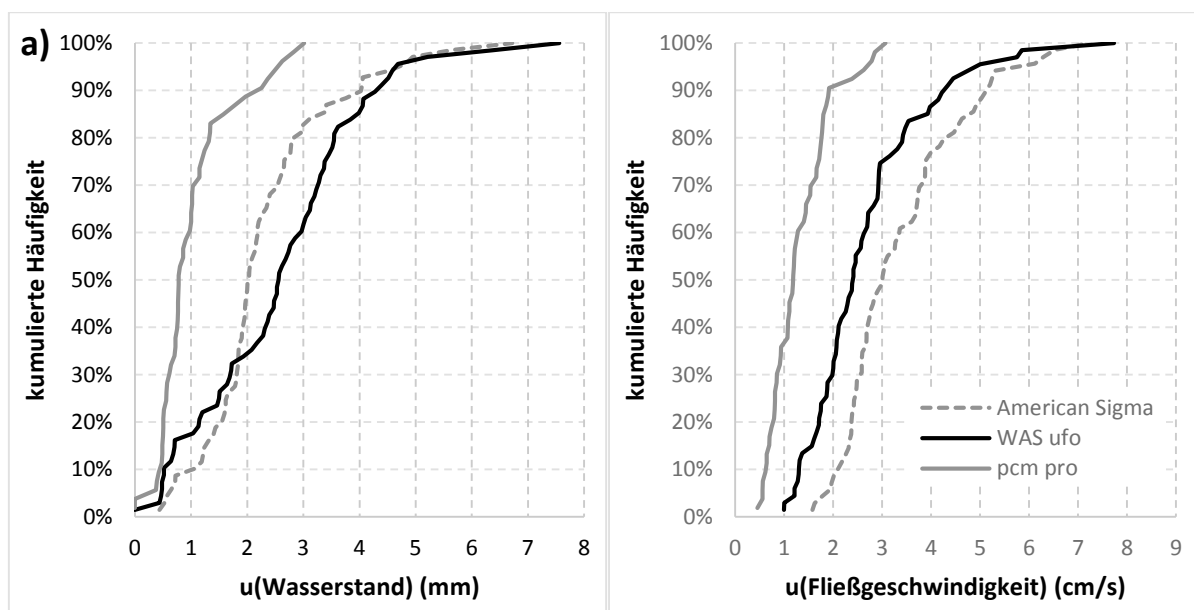 a)
100%
90%
80%
70%
60%
50%
40%
30%
20%
10%
0%
kumulierte Häufigkeit
0 1 2 3 4 5 6 7 8
u(Wasserstand) (mm)
100%
90%
80%
70%
60%
50%
40%
30%
20%
10%
0%
kumulierte Häufigkeit
American Sigma
WAS ufo
pcm pro
0 1 2 3 4 5 6 7 8 9
u(Fließgeschwindigkeit) (cm/s)